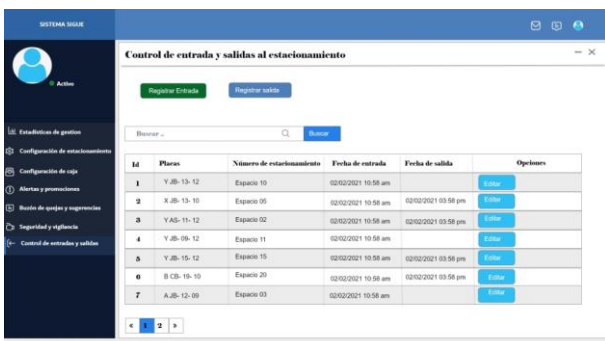 SISTEMA SIGUE
Activo
Estadísticas de gestion
Configuración de estacionamiento
Configuración de caja
Alertas y promociones
Buzón de quejas y sugerencias
Seguridad y vigilancia
Control de entradas y salidas
Control de entrada y salidas al estacionamiento
Registrar Entrada Registrar salida
Buscar .. Buscar
Id Placas Número de estacionamiento Fecha de entrada Fecha de salida Opciones
1 YJB- 13- 12 Espacio 10 02/02/2021 10:58 am Editar
2 XJB- 13- 10 Espacio 05 02/02/2021 10:58 am 02/02/2021 03:58 pm Editar
3 YAS- 11- 12 Espacio 02 02/02/2021 10:58 am 02/02/2021 03:58 pm Editar
4 YJB- 09- 12 Espacio 11 02/02/2021 10:58 am Editar
5 YJB- 15- 12 Espacio 15 02/02/2021 10:58 am 02/02/2021 03:58 pm Editar
6 BCB- 19- 10 Espacio 20 02/02/2021 10:58 am 02/02/2021 03:58 pm Editar
7 AJB- 12- 09 Espacio 03 02/02/2021 10:58 am Editar
« 1 2 »